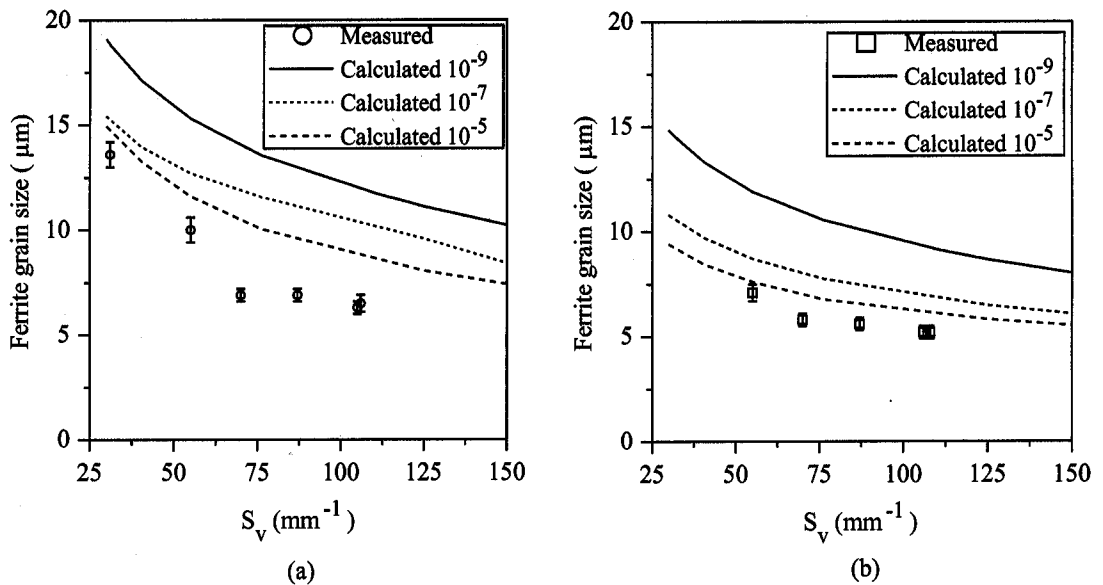 20
15
10
5
0
Ferrite grain size ( μm)
Measured
Calculated 10⁻⁹
Calculated 10⁻⁷
Calculated 10⁻⁵
25 50 75 100 125 150
Sᵥ (mm⁻¹)
(a)
20
15
10
5
0
Ferrite grain size ( μm)
Measured
Calculated 10⁻⁹
Calculated 10⁻⁷
Calculated 10⁻⁵
25 50 75 100 125 150
Sᵥ (mm⁻¹)
(b)